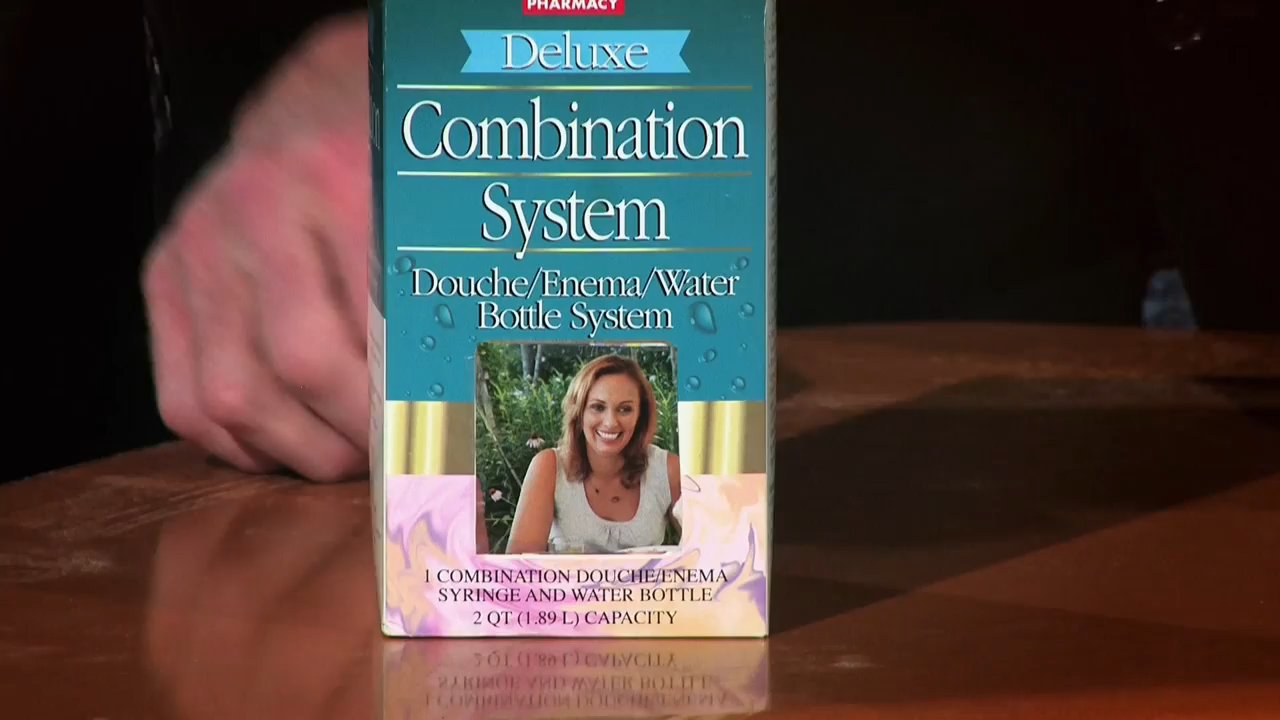 PHARMACY
Deluxe
Combination
System
Douche/Enema/Water
Bottle System
1 COMBINATION DOUCHE/ENEMA
SYRINGE AND WATER BOTTLE
2 QT (1.89 L) CAPACITY